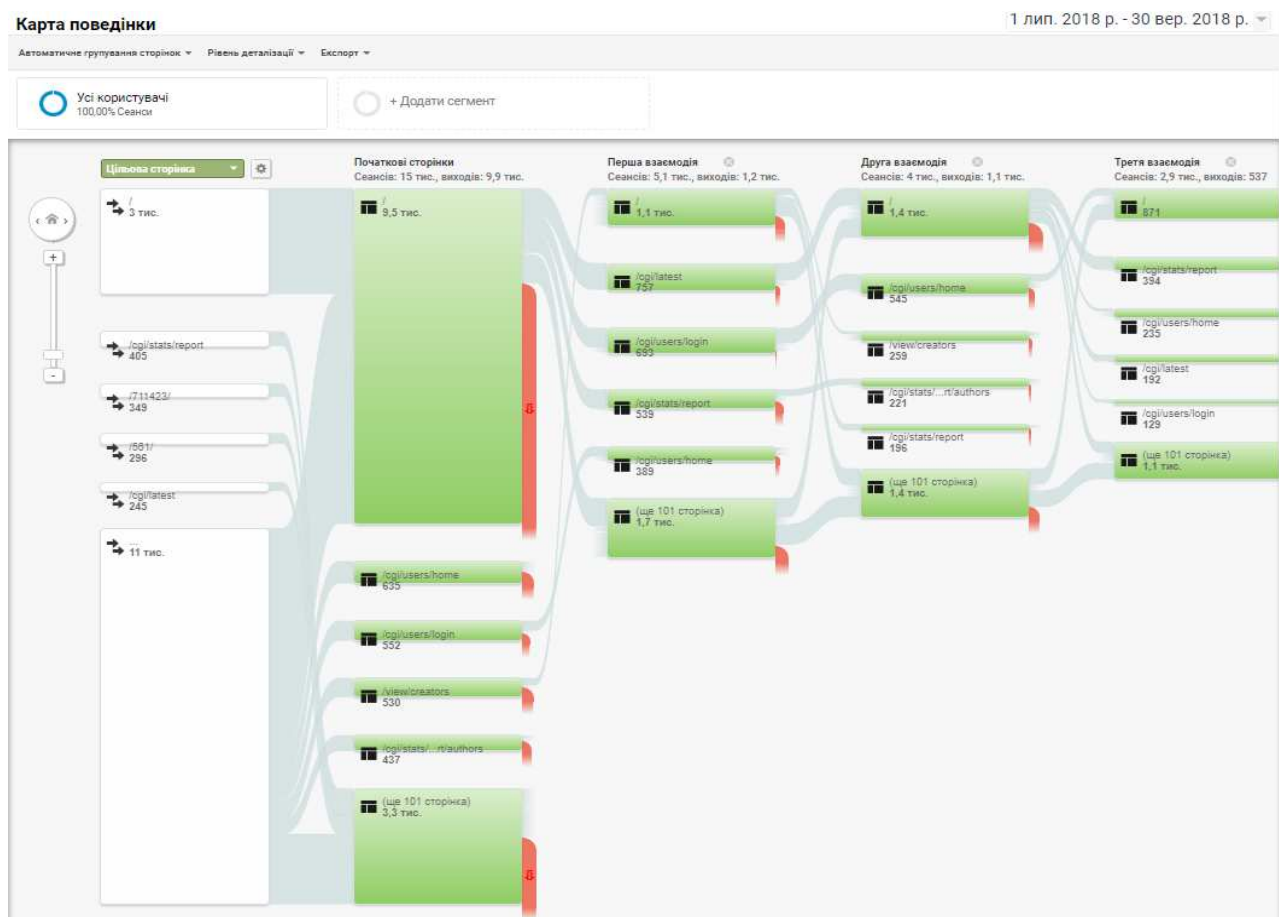 Карта поведінки
1 лип. 2018 р. - 30 вер. 2018 р.
Автоматичне групування сторінок
Рівень деталізації
Експорт
Усі користувачі
100,00% Сеанси
+ Додати сегмент
Цільова сторінка
/
3 тис.
/cgi/stats/report
405
/711423/
349
/581/
296
/cgi/latest
245
...
11 тис.
Початкові сторінки
Сеансів: 15 тис., виходів: 9,9 тис.
/
9,5 тис.
/cgi/users/home
635
/cgi/users/login
552
/view/creators
530
/cgi/stats/...rt/authors
437
(ще 101 сторінка)
3,3 тис.
Перша взаємодія
Сеансів: 5,1 тис., виходів: 1,2 тис.
/
1,1 тис.
/cgi/latest
757
/cgi/users/login
693
/cgi/stats/report
539
/cgi/users/home
389
(ще 101 сторінка)
1,7 тис.
Друга взаємодія
Сеансів: 4 тис., виходів: 1,1 тис.
/
1,4 тис.
/cgi/users/home
545
/view/creators
259
/cgi/stats/...rt/authors
221
/cgi/stats/report
196
(ще 101 сторінка)
1,4 тис.
Третя взаємодія
Сеансів: 2,9 тис., виходів: 537
/
871
/cgi/stats/report
394
/cgi/users/home
235
/cgi/latest
192
/cgi/users/login
129
(ще 101 сторінка)
1,1 тис.